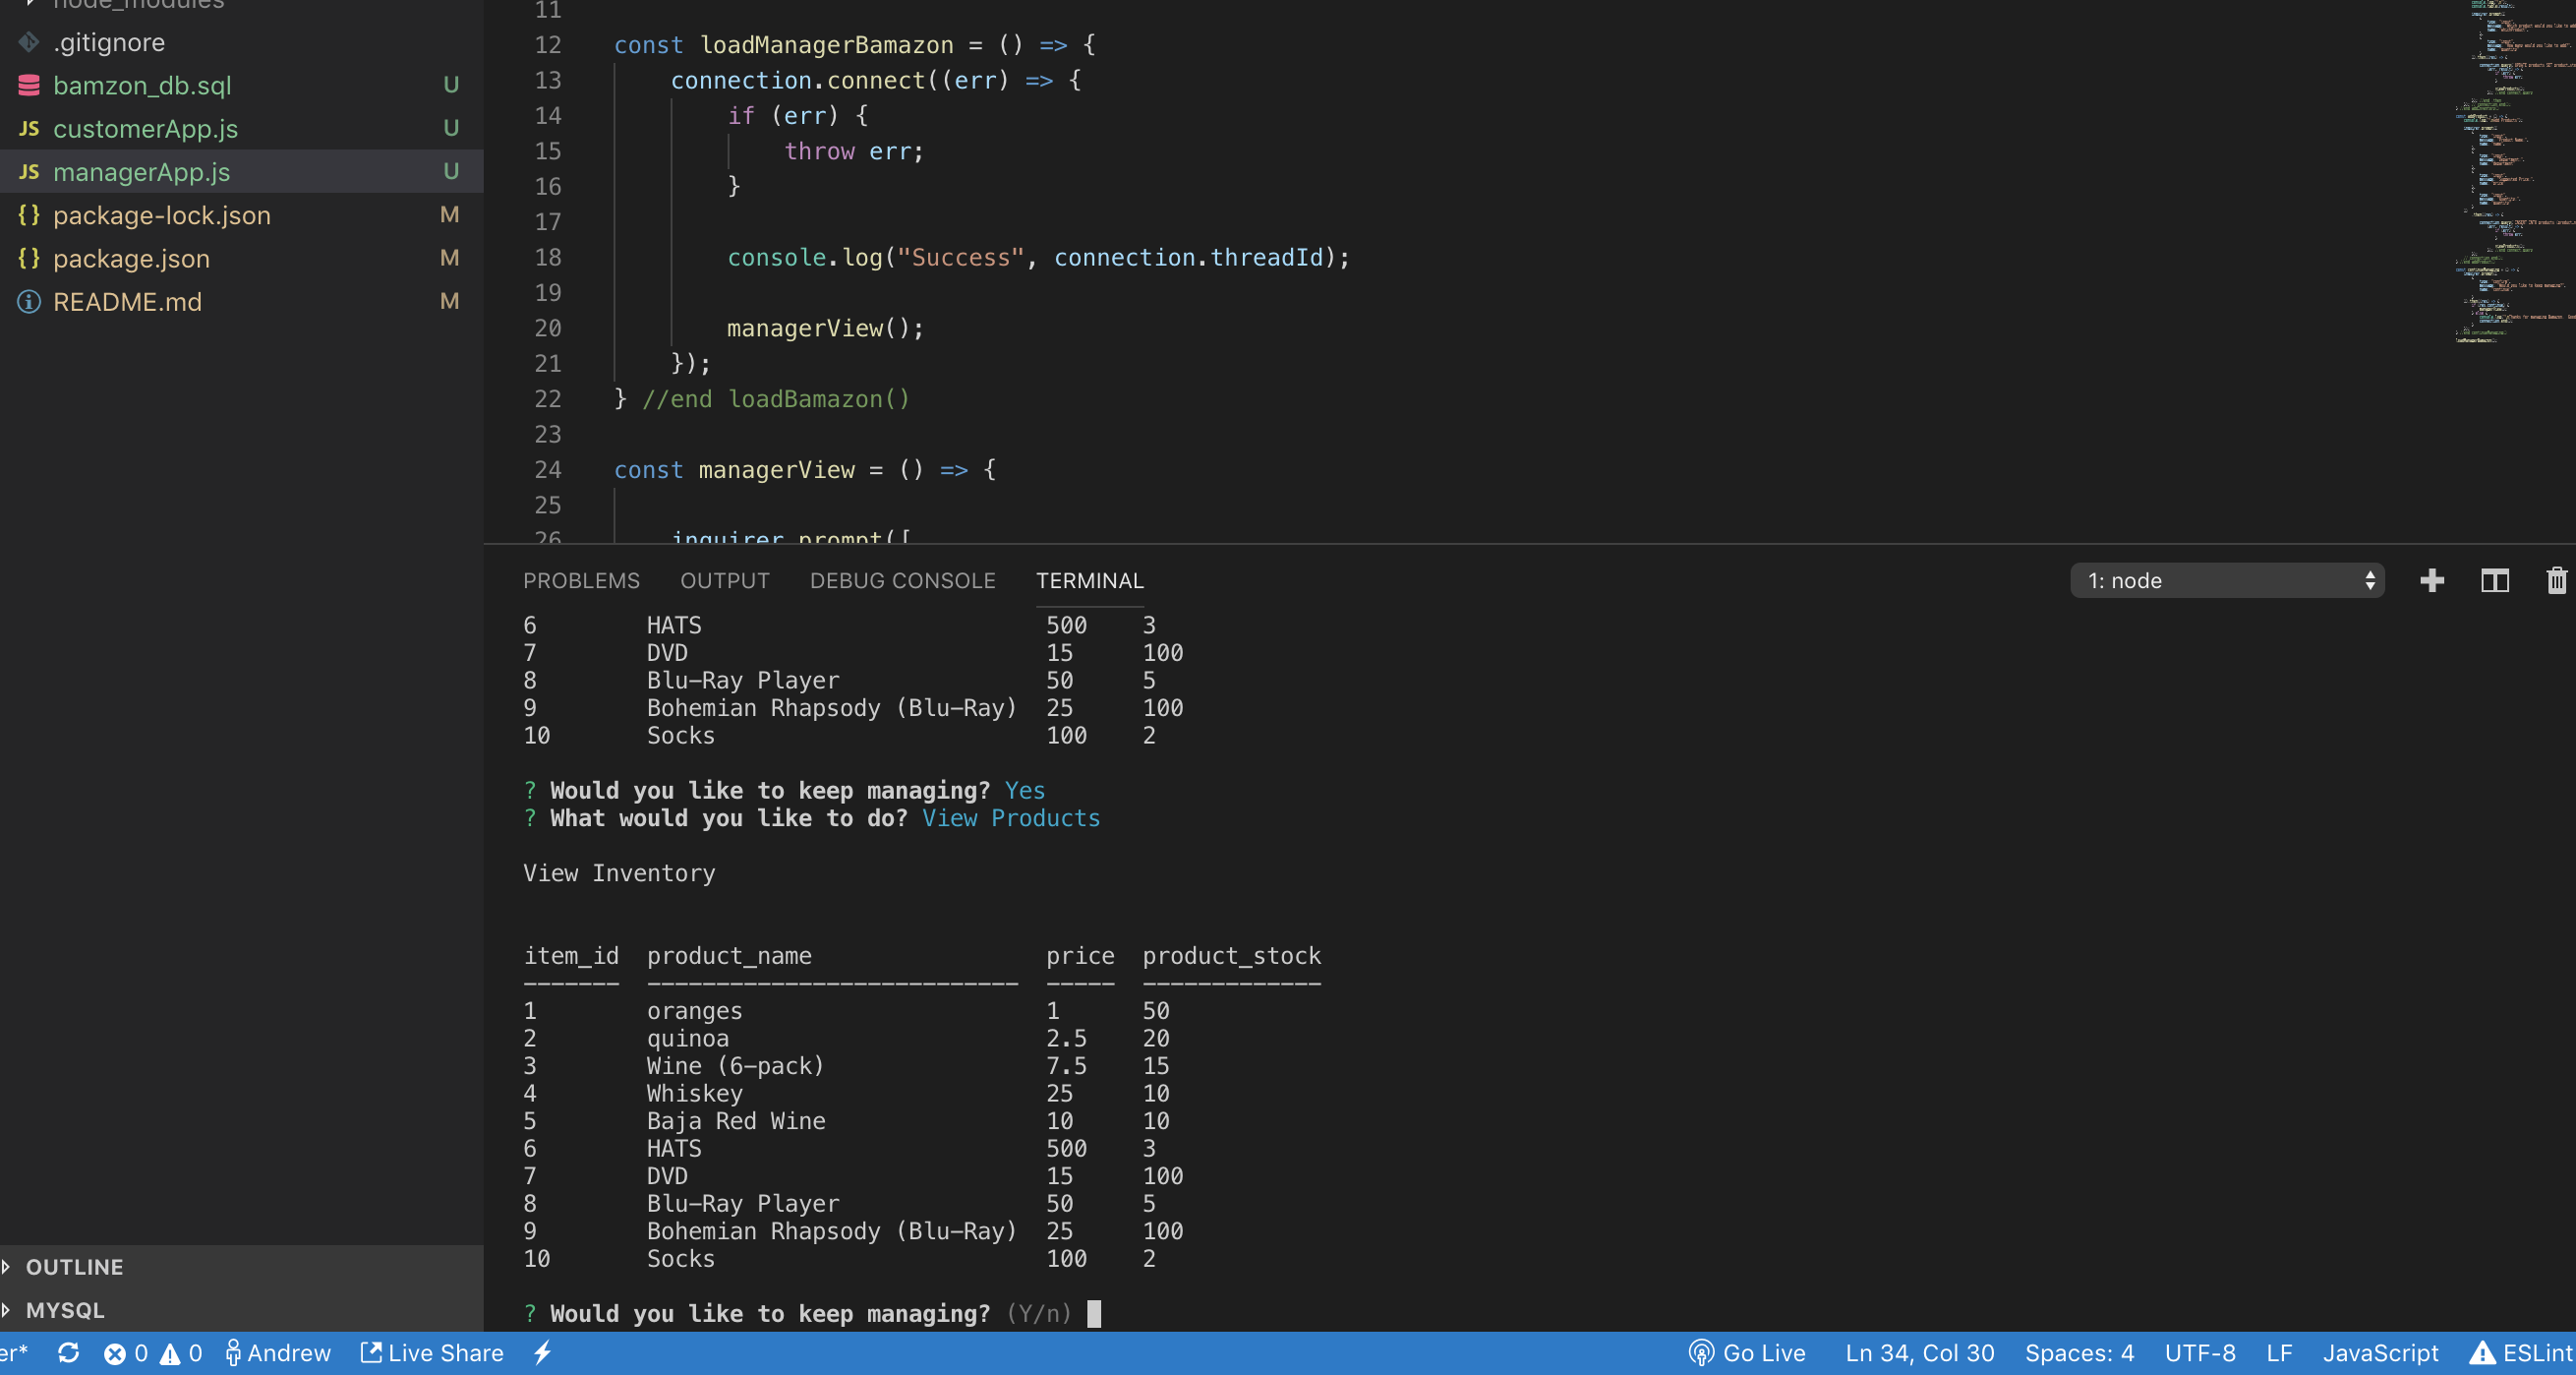 node_modules
.gitignore
bamzon_db.sql U
JS customerApp.js U
JS managerApp.js U
{} package-lock.json M
{} package.json M
README.md M
OUTLINE
MYSQL
11
12 const loadManagerBamazon = () => {
13 connection.connect((err) => {
14 if (err) {
15 throw err;
16 }
17
18 console.log("Success", connection.threadId);
19
20 managerView();
21 });
22 } //end loadBamazon()
23
24 const managerView = () => {
25
26 inquirer.prompt([
PROBLEMS OUTPUT DEBUG CONSOLE TERMINAL 1: node
6 HATS 500 3
7 DVD 15 100
8 Blu-Ray Player 50 5
9 Bohemian Rhapsody (Blu-Ray) 25 100
10 Socks 100 2
? Would you like to keep managing? Yes
? What would you like to do? View Products
View Inventory
item_id product_name price product_stock
------- --------------------------- ----- -------------
1 oranges 1 50
2 quinoa 2.5 20
3 Wine (6-pack) 7.5 15
4 Whiskey 25 10
5 Baja Red Wine 10 10
6 HATS 500 3
7 DVD 15 100
8 Blu-Ray Player 50 5
9 Bohemian Rhapsody (Blu-Ray) 25 100
10 Socks 100 2
? Would you like to keep managing? (Y/n)
er* 0 0 Andrew Live Share Go Live Ln 34, Col 30 Spaces: 4 UTF-8 LF JavaScript ESLint